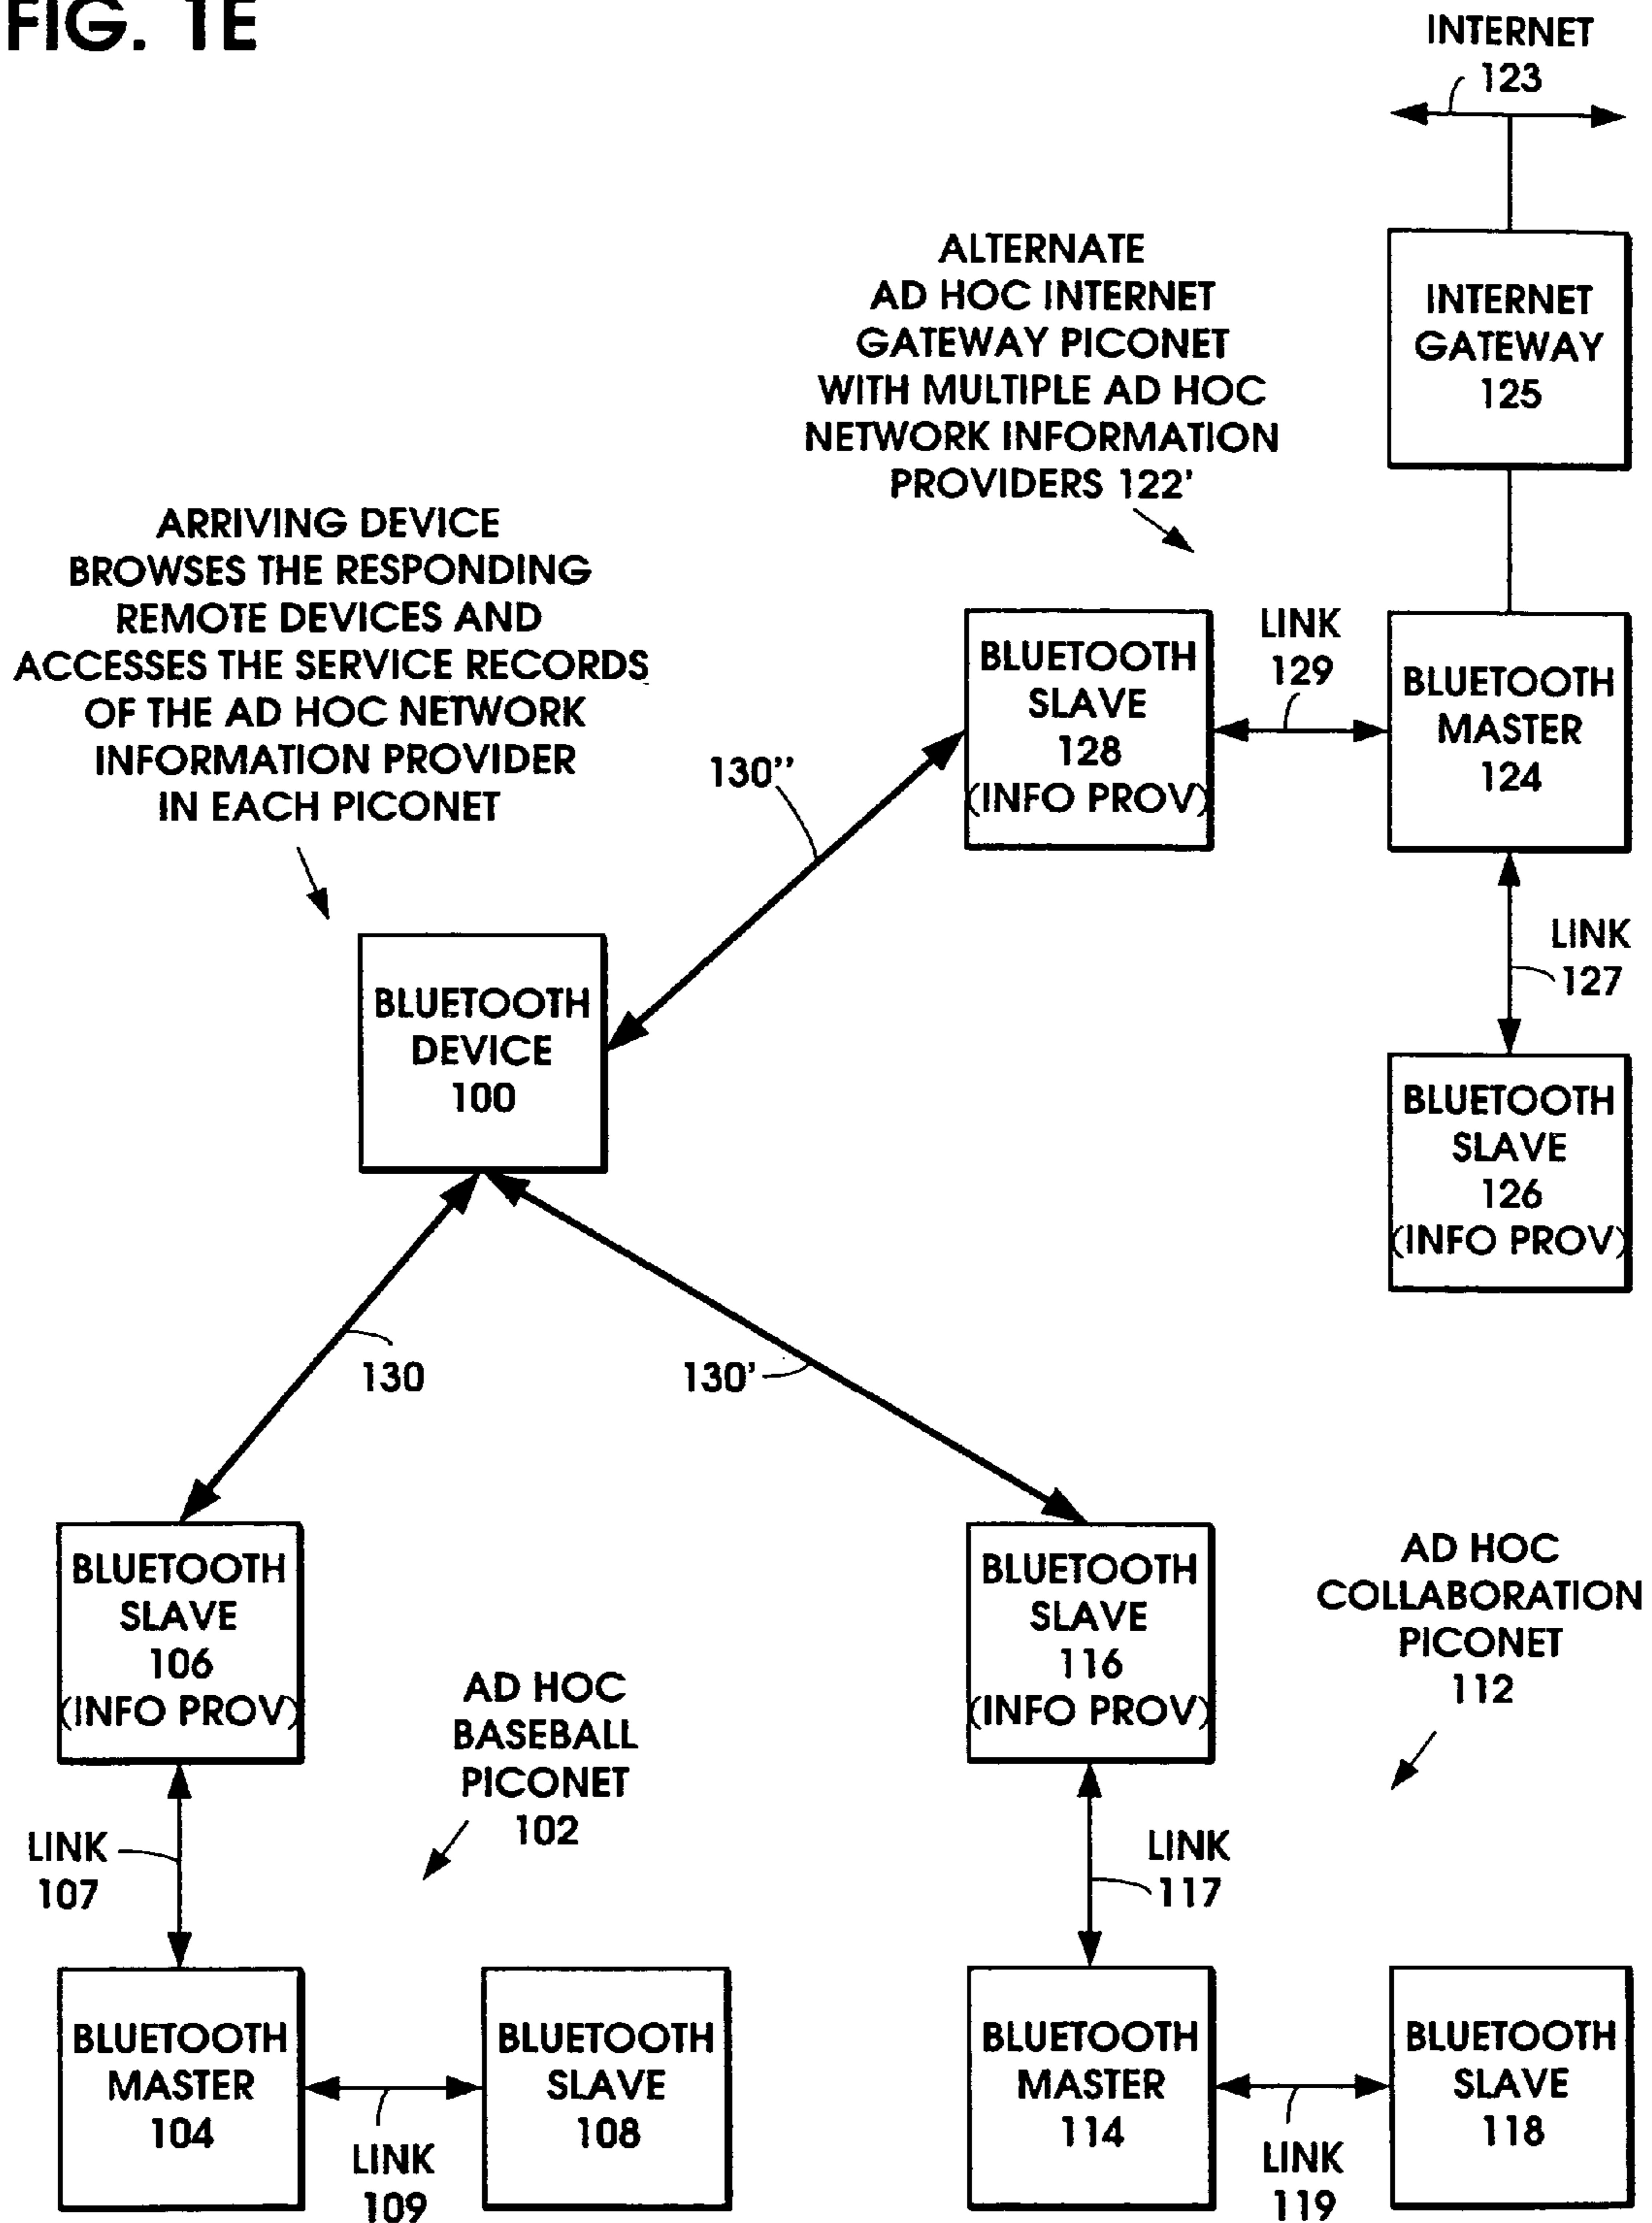 FIG. 1E
INTERNET
123
INTERNET
GATEWAY
125
ALTERNATE
AD HOC INTERNET
GATEWAY PICONET
WITH MULTIPLE AD HOC
NETWORK INFORMATION
PROVIDERS 122'
ARRIVING DEVICE
BROWSES THE RESPONDING
REMOTE DEVICES AND
ACCESSES THE SERVICE RECORDS
OF THE AD HOC NETWORK
INFORMATION PROVIDER
IN EACH PICONET
BLUETOOTH
SLAVE
128
(INFO PROV)
LINK
129
BLUETOOTH
MASTER
124
130''
LINK
127
BLUETOOTH
DEVICE
100
BLUETOOTH
SLAVE
126
(INFO PROV)
130
130'
BLUETOOTH
SLAVE
106
(INFO PROV)
AD HOC
BASEBALL
PICONET
102
BLUETOOTH
SLAVE
116
(INFO PROV)
AD HOC
COLLABORATION
PICONET
112
LINK
107
LINK
117
BLUETOOTH
MASTER
104
LINK
109
BLUETOOTH
SLAVE
108
BLUETOOTH
MASTER
114
LINK
119
BLUETOOTH
SLAVE
118